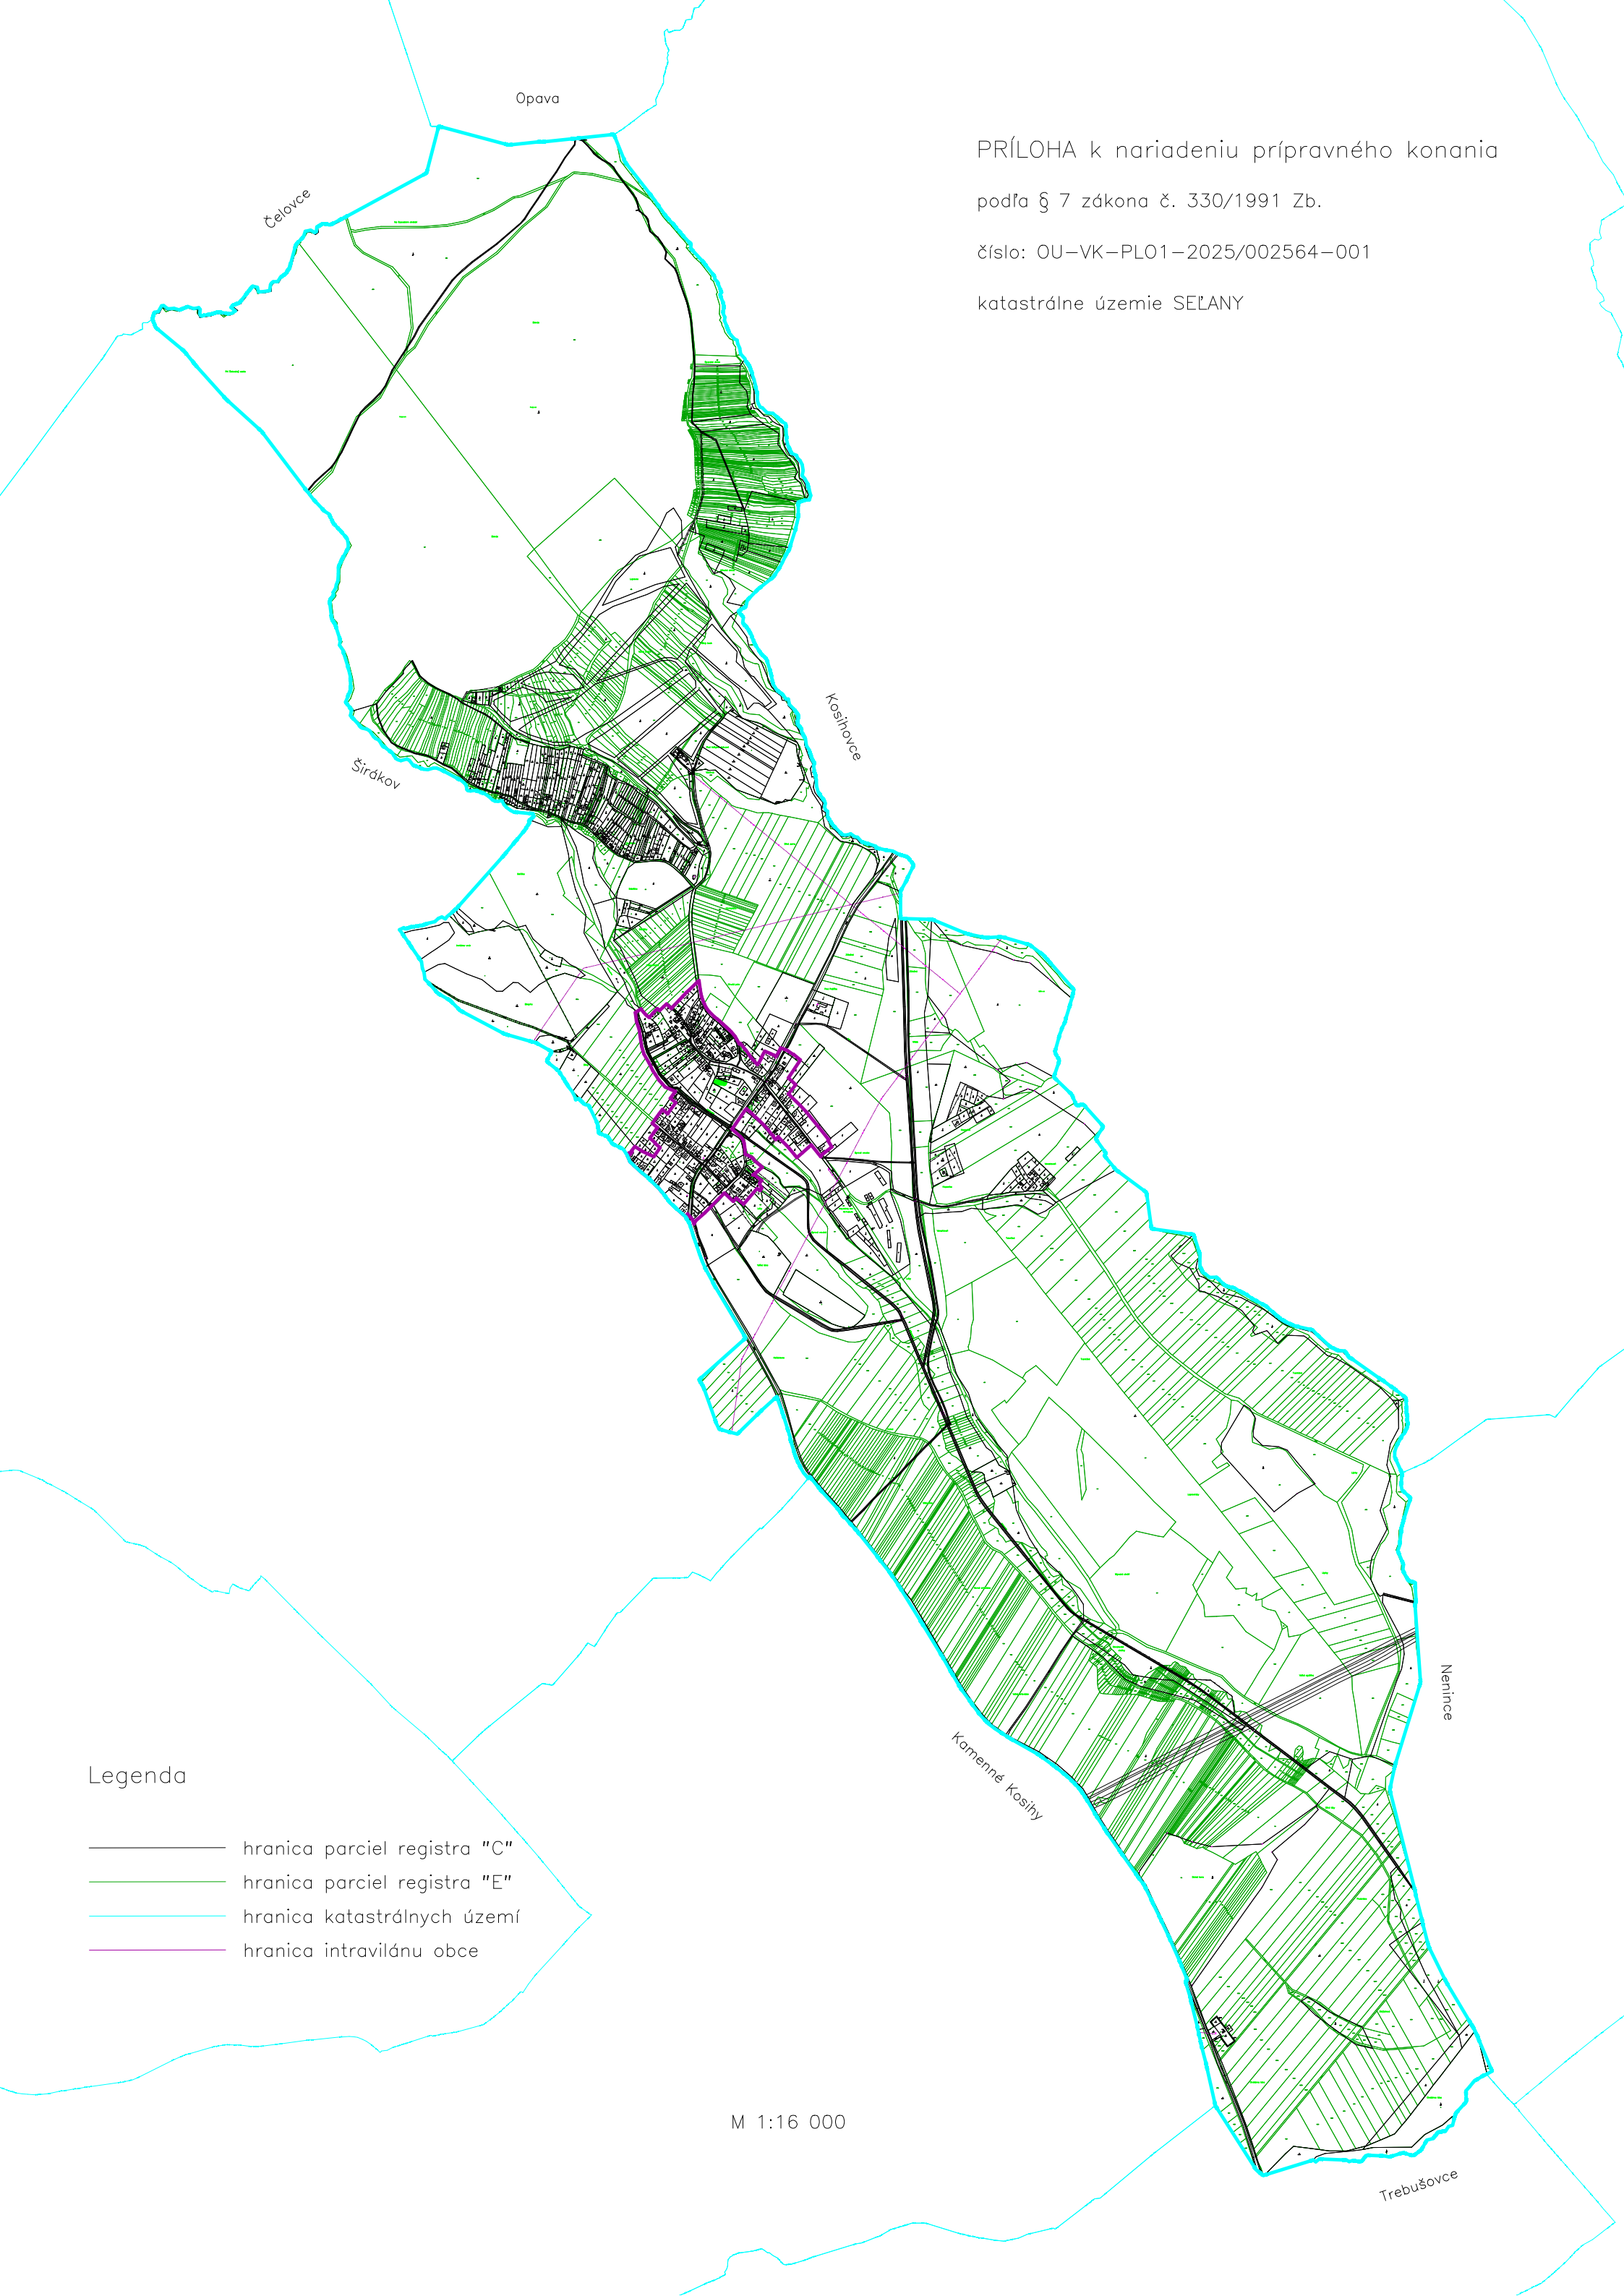 Opava
PRÍLOHA k nariadeniu prípravného konania
podľa § 7 zákona č. 330/1991 Zb.
číslo: OU-VK-PLO1-2025/002564-001
katastrálne územie SEĽANY
Čelovce
Kosihovce
Širákov
Nenince
Kamenné Kosihy
Legenda
hranica parciel registra "C"
hranica parciel registra "E"
hranica katastrálnych území
hranica intravilánu obce
M 1:16 000
Trebušovce